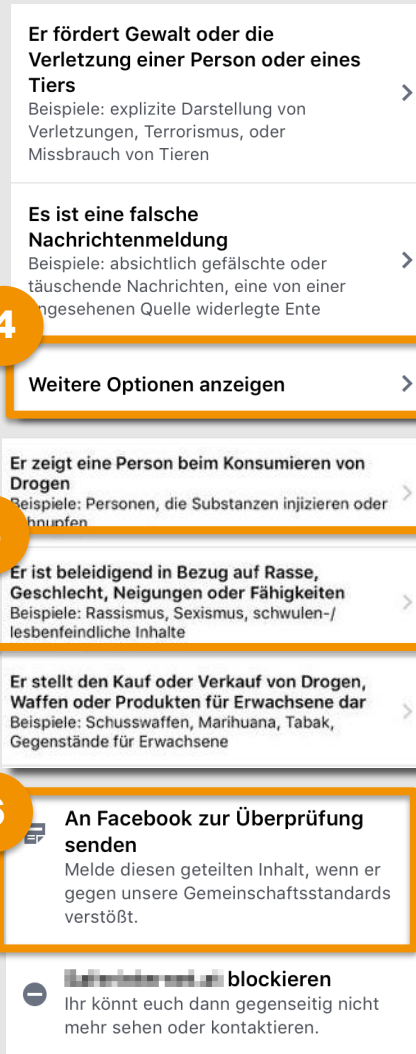 Er fördert Gewalt oder die
Verletzung einer Person oder eines
Tiers
Beispiele: explizite Darstellung von
Verletzungen, Terrorismus, oder
Missbrauch von Tieren
Es ist eine falsche
Nachrichtenmeldung
Beispiele: absichtlich gefälschte oder
täuschende Nachrichten, eine von einer
angesehenen Quelle widerlegte Ente
4
Weitere Optionen anzeigen
Er zeigt eine Person beim Konsumieren von
Drogen
Beispiele: Personen, die Substanzen injizieren oder
schnupfen
Er ist beleidigend in Bezug auf Rasse,
Geschlecht, Neigungen oder Fähigkeiten
Beispiele: Rassismus, Sexismus, schwulen-/
lesbenfeindliche Inhalte
Er stellt den Kauf oder Verkauf von Drogen,
Waffen oder Produkten für Erwachsene dar
Beispiele: Schusswaffen, Marihuana, Tabak,
Gegenstände für Erwachsene
6
An Facebook zur Überprüfung
senden
Melde diesen geteilten Inhalt, wenn er
gegen unsere Gemeinschaftsstandards
verstößt.
blockieren
Ihr könnt euch dann gegenseitig nicht
mehr sehen oder kontaktieren.